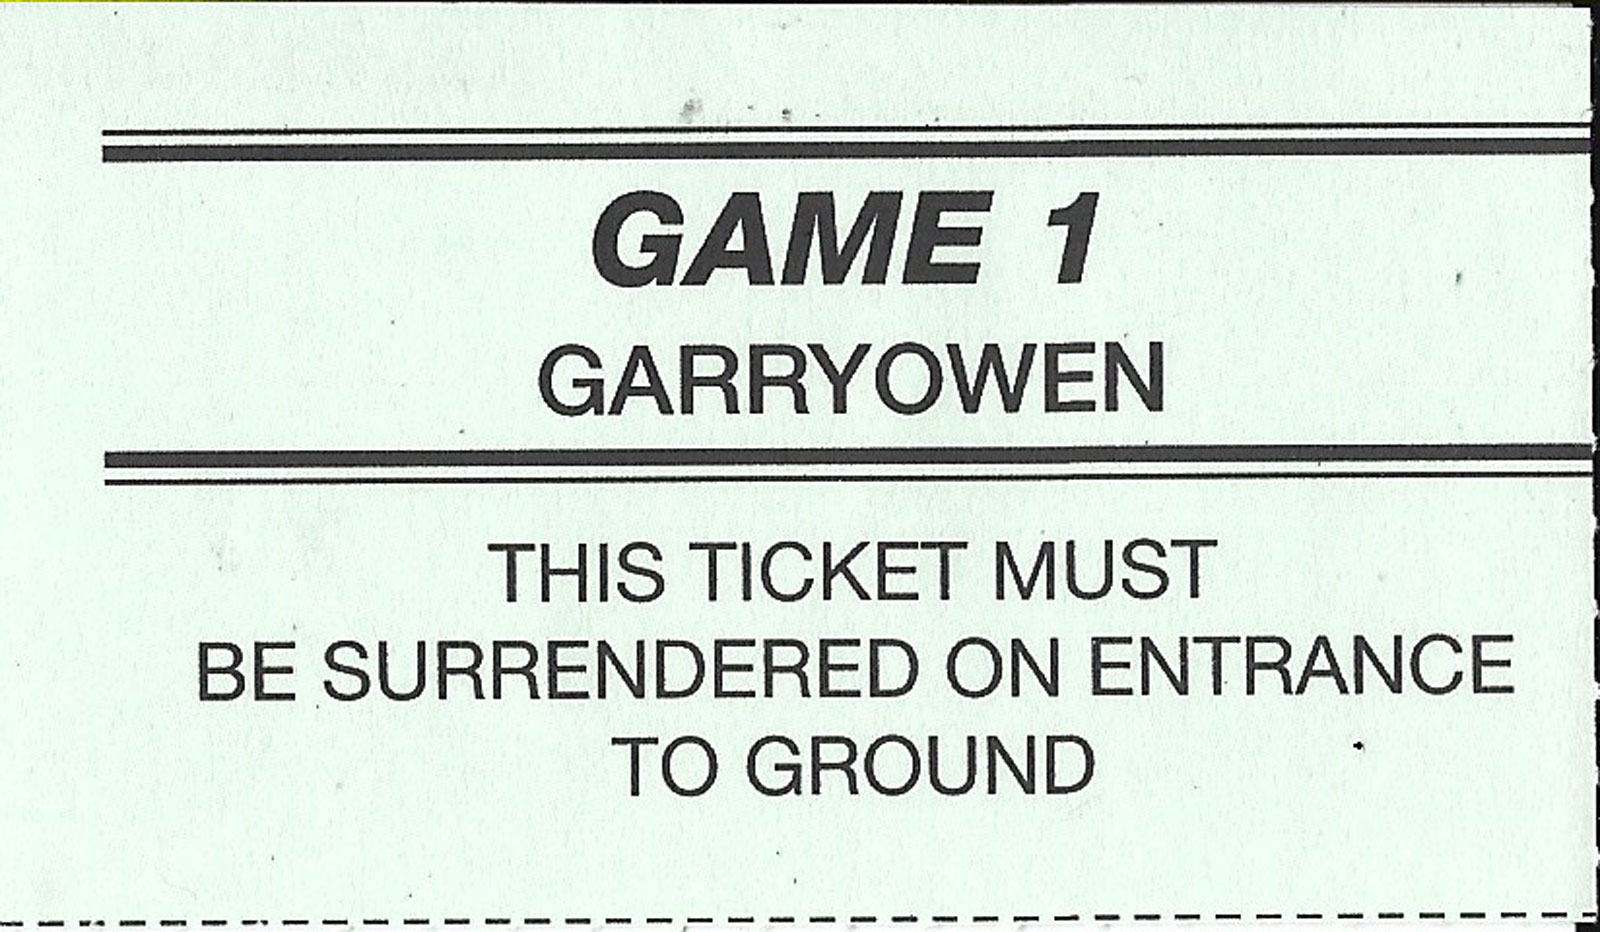 GAME 1
GARRYOWEN
THIS TICKET MUST
BE SURRENDERED ON ENTRANCE
TO GROUND